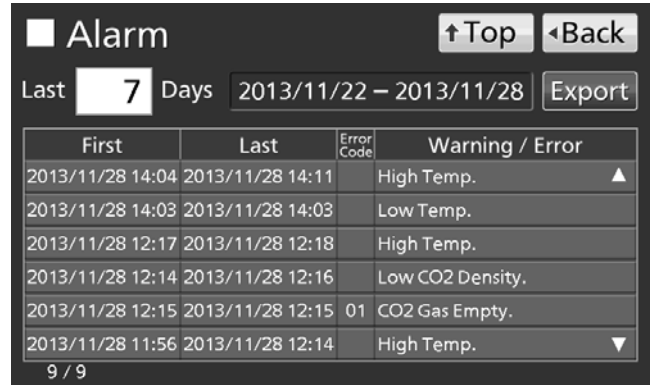 Alarm ↑Top ◂Back
Last 7 Days 2013/11/22 – 2013/11/28 Export
First Last Error Code Warning / Error
2013/11/28 14:04 2013/11/28 14:11 High Temp. ▲
2013/11/28 14:03 2013/11/28 14:03 Low Temp.
2013/11/28 12:17 2013/11/28 12:18 High Temp.
2013/11/28 12:14 2013/11/28 12:16 Low CO2 Density.
2013/11/28 12:15 2013/11/28 12:15 01 CO2 Gas Empty.
2013/11/28 11:56 2013/11/28 12:14 High Temp. ▼
9 / 9